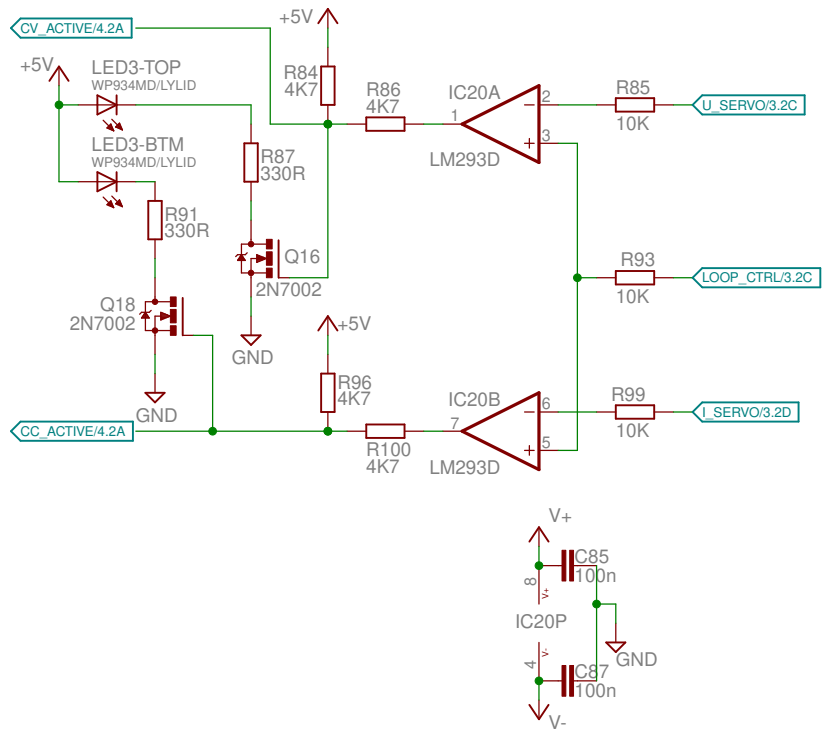 CV_ACTIVE/4.2A
+5V
+5V
LED3-TOP
WP934MD/LYLID
R84
4K7
R86
4K7
IC20A
1
2
3
LM293D
R85
10K
U_SERVO/3.2C
LED3-BTM
WP934MD/LYLID
R87
330R
R91
330R
Q16
2N7002
R93
10K
LOOP_CTRL/3.2C
Q18
2N7002
GND
+5V
GND
R96
4K7
IC20B
7
6
5
LM293D
R99
10K
I_SERVO/3.2D
CC_ACTIVE/4.2A
R100
4K7
V+
C85
100n
8
V+
IC20P
4
V-
GND
C87
100n
V-